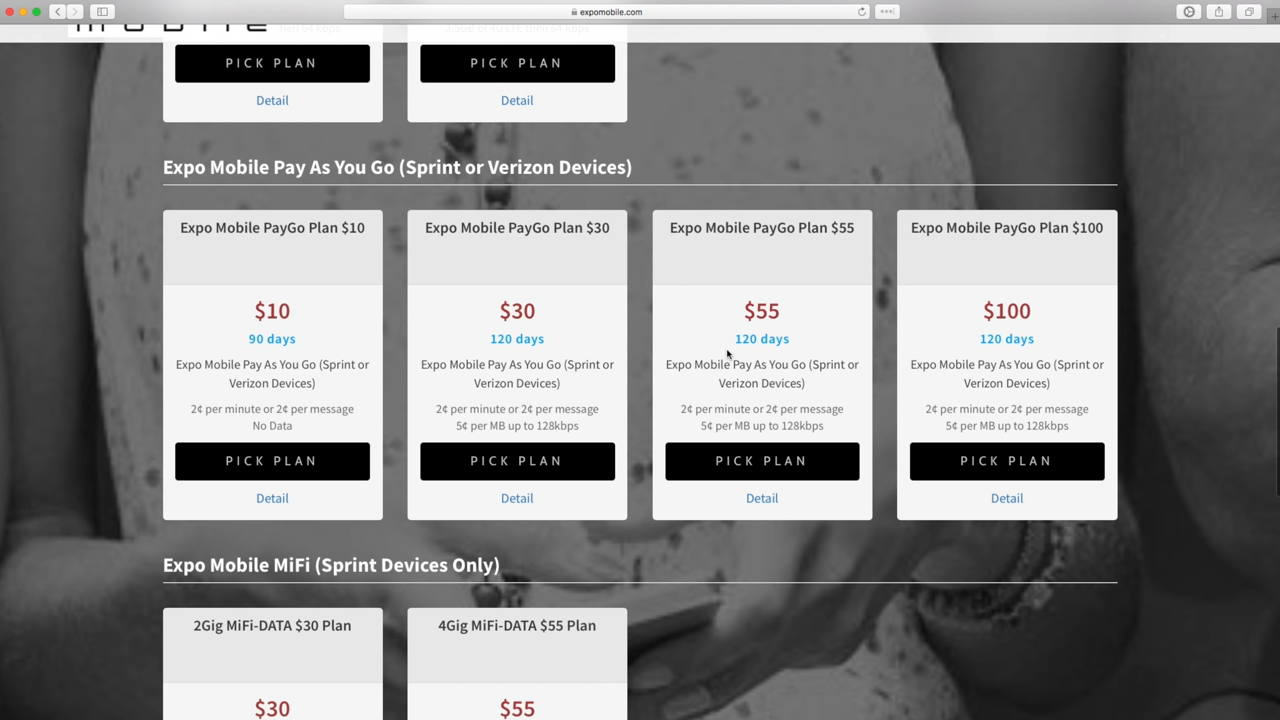 expomobile.com
then 64 kbps
PICK PLAN
PICK PLAN
Detail
Detail
Expo Mobile Pay As You Go (Sprint or Verizon Devices)
Expo Mobile PayGo Plan $10
$10
90 days
Expo Mobile Pay As You Go (Sprint or
Verizon Devices)
2¢ per minute or 2¢ per message
No Data
PICK PLAN
Detail
Expo Mobile PayGo Plan $30
$30
120 days
Expo Mobile Pay As You Go (Sprint or
Verizon Devices)
2¢ per minute or 2¢ per message
5¢ per MB up to 128kbps
PICK PLAN
Detail
Expo Mobile PayGo Plan $55
$55
120 days
Expo Mobile Pay As You Go (Sprint or
Verizon Devices)
2¢ per minute or 2¢ per message
5¢ per MB up to 128kbps
PICK PLAN
Detail
Expo Mobile PayGo Plan $100
$100
120 days
Expo Mobile Pay As You Go (Sprint or
Verizon Devices)
2¢ per minute or 2¢ per message
5¢ per MB up to 128kbps
PICK PLAN
Detail
Expo Mobile MiFi (Sprint Devices Only)
2Gig MiFi-DATA $30 Plan
$30
4Gig MiFi-DATA $55 Plan
$55